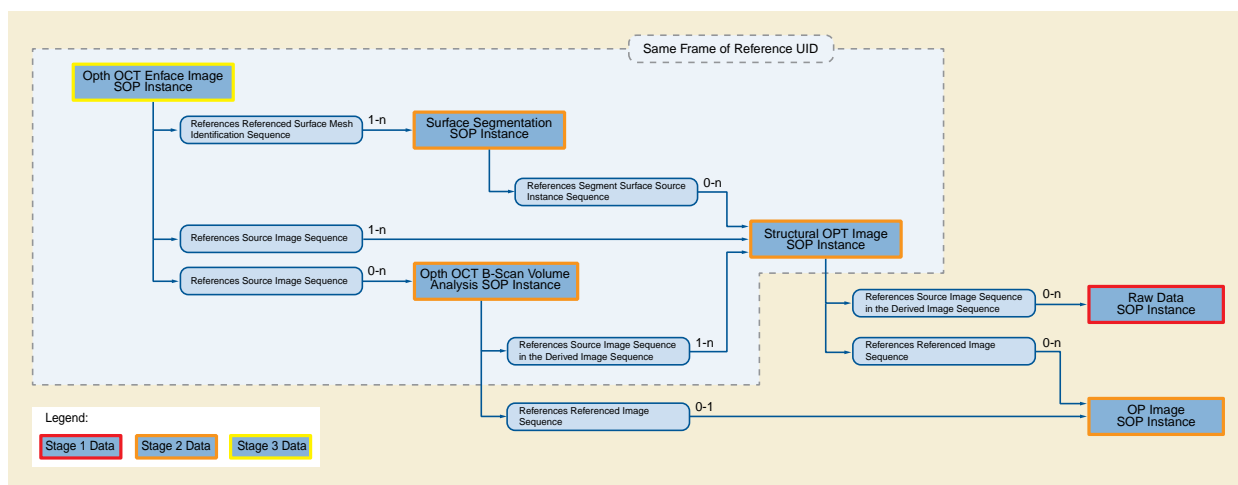 Same Frame of Reference UID
Opth OCT Enface Image
SOP Instance
References Referenced Surface Mesh
Identification Sequence
1-n
Surface Segmentation
SOP Instance
References Segment Surface Source
Instance Sequence
0-n
References Source Image Sequence
1-n
Structural OPT Image
SOP Instance
References Source Image Sequence
0-n
Opth OCT B-Scan Volume
Analysis SOP Instance
References Source Image Sequence
in the Derived Image Sequence
0-n
Raw Data
SOP Instance
References Source Image Sequence
in the Derived Image Sequence
1-n
References Referenced Image
Sequence
0-n
References Referenced Image
Sequence
0-1
OP Image
SOP Instance
Legend:
Stage 1 Data
Stage 2 Data
Stage 3 Data